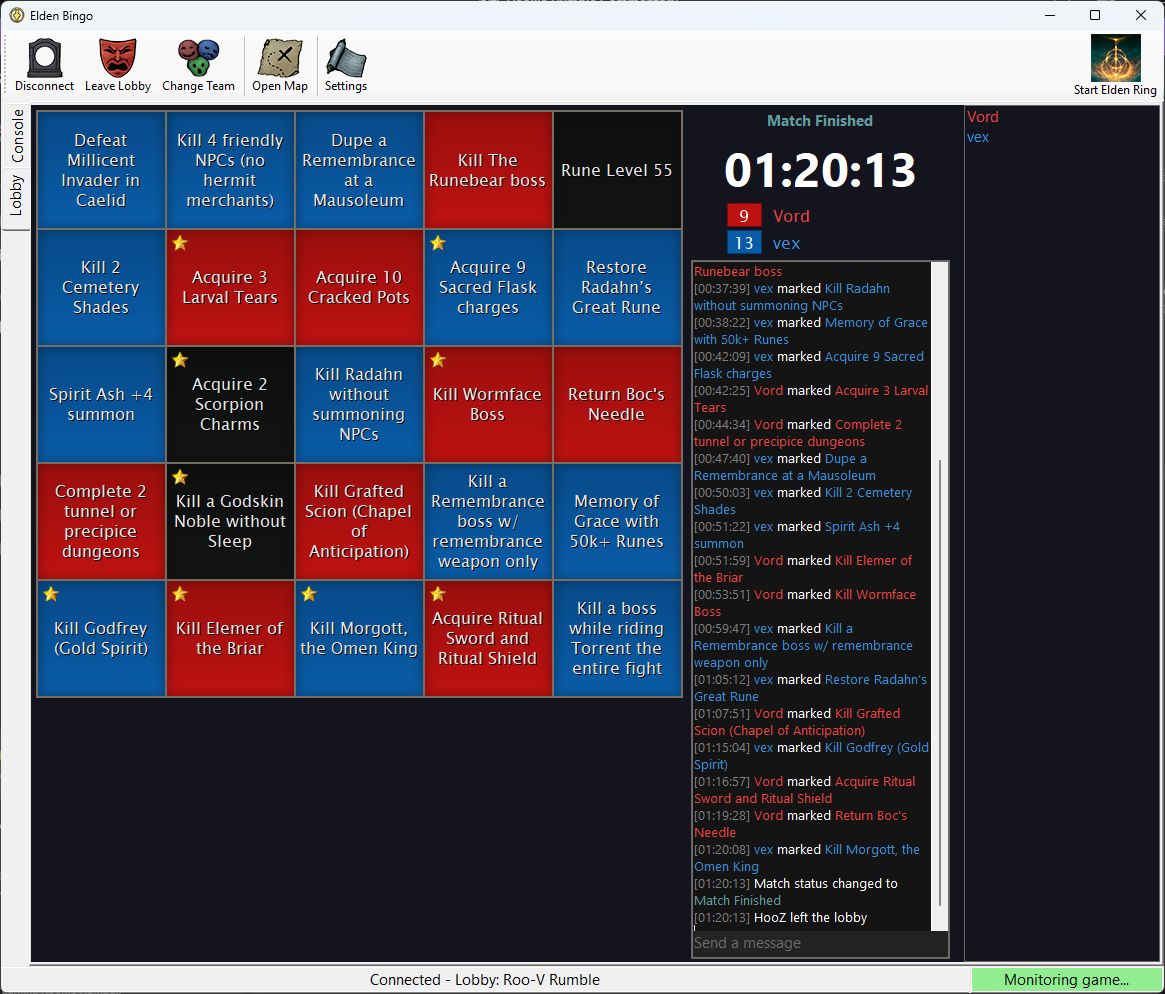 Elden Bingo
Disconnect
Leave Lobby
Change Team
Open Map
Settings
Start Elden Ring
Console
Lobby
Defeat
Millicent
Invader in
Caelid
Kill 4 friendly
NPCs (no
hermit
merchants)
Dupe a
Remembrance
at a
Mausoleum
Kill The
Runebear boss
Rune Level 55
Kill 2
Cemetery
Shades
Acquire 3
Larval Tears
Acquire 10
Cracked Pots
Acquire 9
Sacred Flask
charges
Restore
Radahn's
Great Rune
Spirit Ash +4
summon
Acquire 2
Scorpion
Charms
Kill Radahn
without
summoning
NPCs
Kill Wormface
Boss
Return Boc's
Needle
Complete 2
tunnel or
precipice
dungeons
Kill a Godskin
Noble without
Sleep
Kill Grafted
Scion (Chapel
of
Anticipation)
Kill a
Remembrance
boss w/
remembrance
weapon only
Memory of
Grace with
50k+ Runes
Kill Godfrey
(Gold Spirit)
Kill Elemer of
the Briar
Kill Morgott,
the Omen King
Acquire Ritual
Sword and
Ritual Shield
Kill a boss
while riding
Torrent the
entire fight
Match Finished
01:20:13
9 Vord
13 vex
Runebear boss
[00:37:39] vex marked Kill Radahn
without summoning NPCs
[00:38:22] vex marked Memory of Grace
with 50k+ Runes
[00:42:09] vex marked Acquire 9 Sacred
Flask charges
[00:42:25] Vord marked Acquire 3 Larval
Tears
[00:44:34] Vord marked Complete 2
tunnel or precipice dungeons
[00:47:40] vex marked Dupe a
Remembrance at a Mausoleum
[00:50:03] vex marked Kill 2 Cemetery
Shades
[00:51:22] vex marked Spirit Ash +4
summon
[00:51:59] Vord marked Kill Elemer of
the Briar
[00:53:51] Vord marked Kill Wormface
Boss
[00:59:47] vex marked Kill a
Remembrance boss w/ remembrance
weapon only
[01:05:12] vex marked Restore Radahn's
Great Rune
[01:07:51] Vord marked Kill Grafted
Scion (Chapel of Anticipation)
[01:15:04] vex marked Kill Godfrey (Gold
Spirit)
[01:16:57] Vord marked Acquire Ritual
Sword and Ritual Shield
[01:19:28] Vord marked Return Boc's
Needle
[01:20:08] vex marked Kill Morgott, the
Omen King
[01:20:13] Match status changed to
Match Finished
[01:20:13] HooZ left the lobby
Send a message
Vord
vex
Connected - Lobby: Roo-V Rumble
Monitoring game...